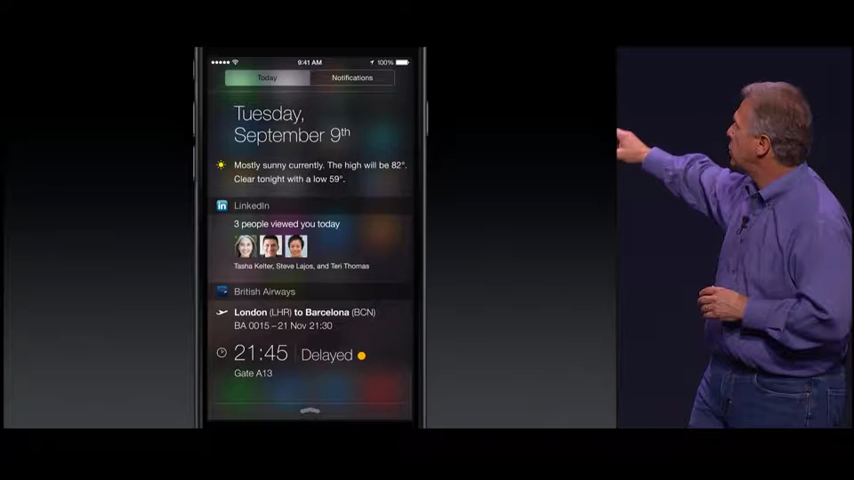 9:41 AM 100%
Today Notifications
Tuesday,
September 9th
Mostly sunny currently. The high will be 82°.
Clear tonight with a low 59°.
in LinkedIn
3 people viewed you today
Tasha Kelter, Steve Lajos, and Teri Thomas
British Airways
London (LHR) to Barcelona (BCN)
BA 0015 – 21 Nov 21:30
21:45 Delayed
Gate A13